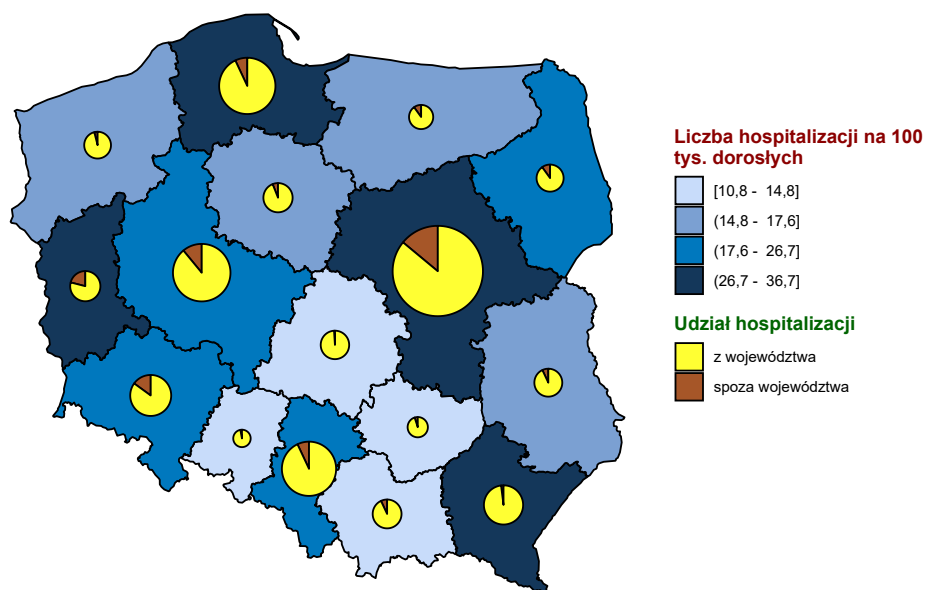 Liczba hospitalizacji na 100
tys. dorosłych
[10,8 - 14,8]
(14,8 - 17,6]
(17,6 - 26,7]
(26,7 - 36,7]
Udział hospitalizacji
z województwa
spoza województwa